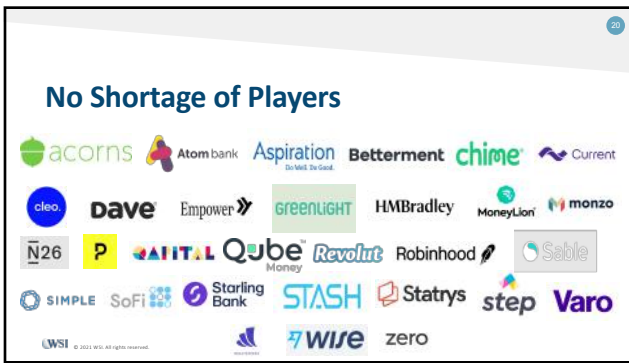 20
No Shortage of Players
acorns Atom bank Aspiration Betterment chime Current
Do Well. Do Good.
cleo. DAVE Empower GREENLIGHT HMBradley MoneyLion monzo
N26 P QAPITAL Qube Money Revolut Robinhood Sable
SIMPLE SoFi Starling Bank STASH Statrys step Varo
WSI © 2021 WSI. All rights reserved. 7WISE zero